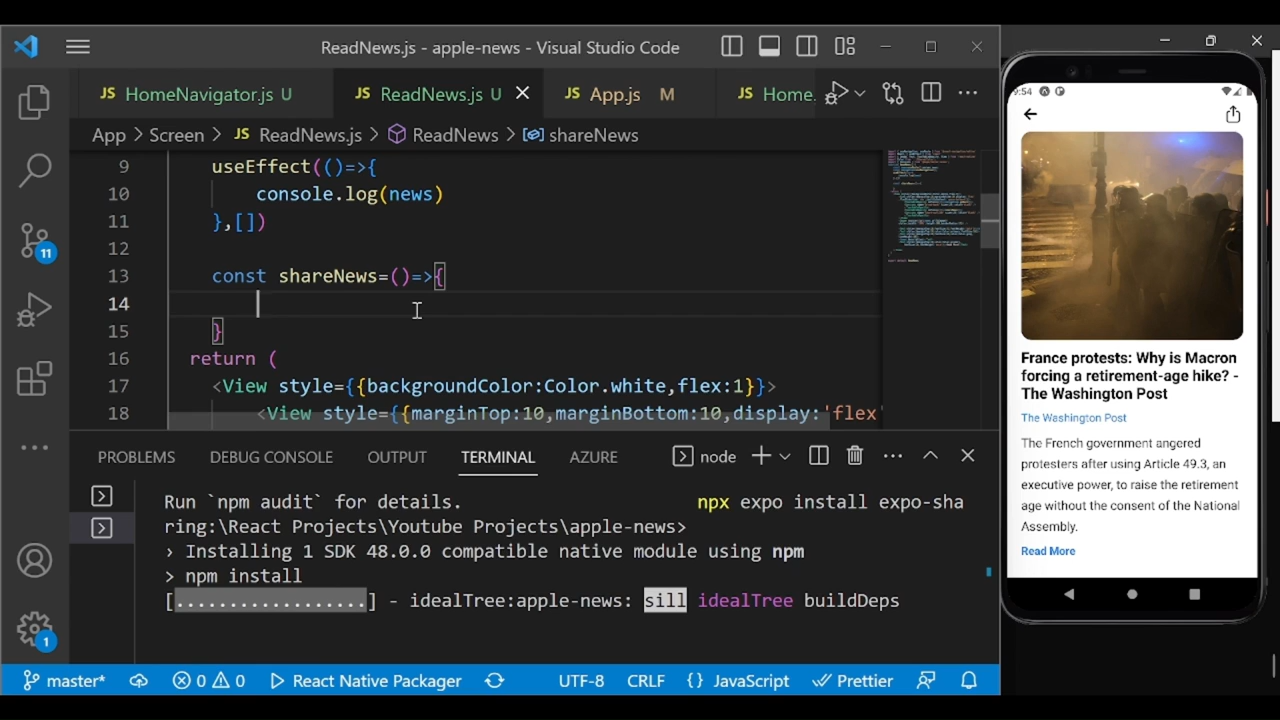 ReadNews.js - apple-news - Visual Studio Code
JS HomeNavigator.js U
JS ReadNews.js U
JS App.js M
JS Home.
App > Screen > JS ReadNews.js > ReadNews > shareNews
9 useEffect(()=>{
10 console.log(news)
11 },[])
12
13 const shareNews=()=>{
14
15 }
16 return (
17 <View style={{backgroundColor:Color.white,flex:1}}>
18 <View style={{marginTop:10,marginBottom:10,display:'flex'
PROBLEMS DEBUG CONSOLE OUTPUT TERMINAL AZURE node
Run `npm audit` for details. npx expo install expo-sha
ring:\React Projects\Youtube Projects\apple-news>
› Installing 1 SDK 48.0.0 compatible native module using npm
> npm install
[..................] - idealTree:apple-news: sill idealTree buildDeps
11
1
master* 0 0 React Native Packager UTF-8 CRLF {} JavaScript Prettier
9:54
France protests: Why is Macron
forcing a retirement-age hike? -
The Washington Post
The Washington Post
The French government angered
protesters after using Article 49.3, an
executive power, to raise the retirement
age without the consent of the National
Assembly.
Read More